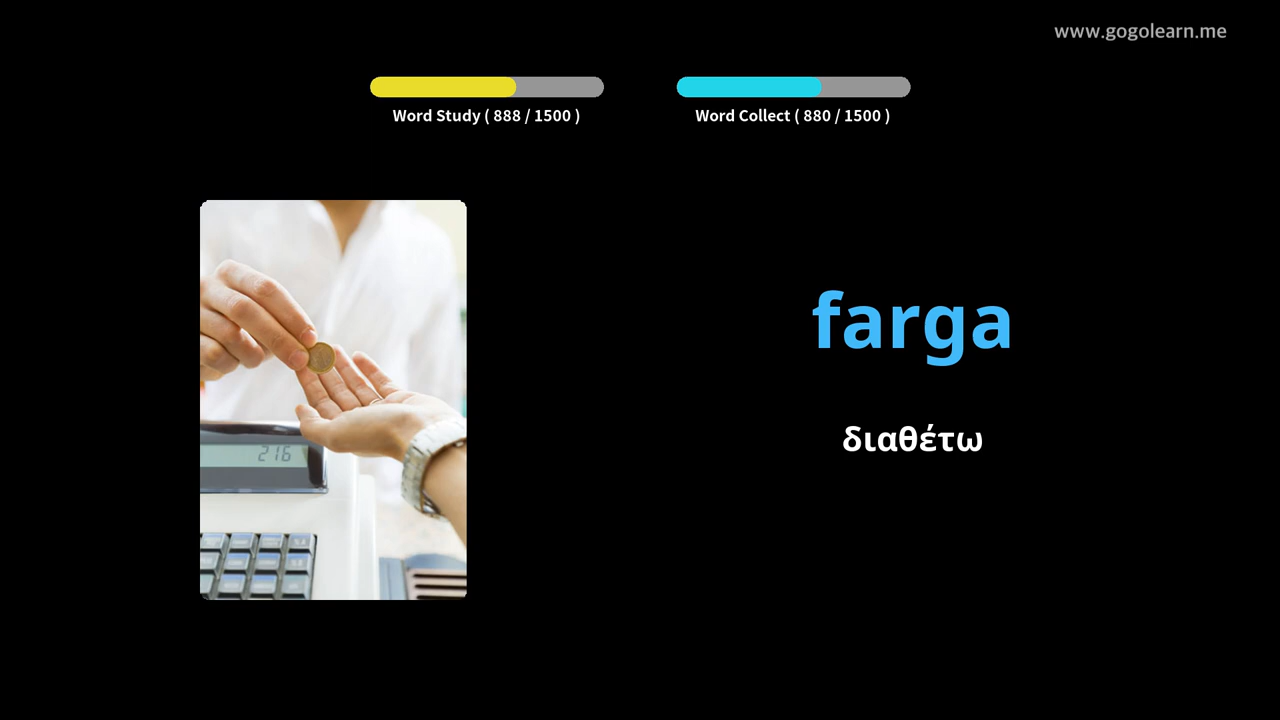 www.gogolearn.me
Word Study ( 888 / 1500 )
Word Collect ( 880 / 1500 )
farga
διαθέτω
216